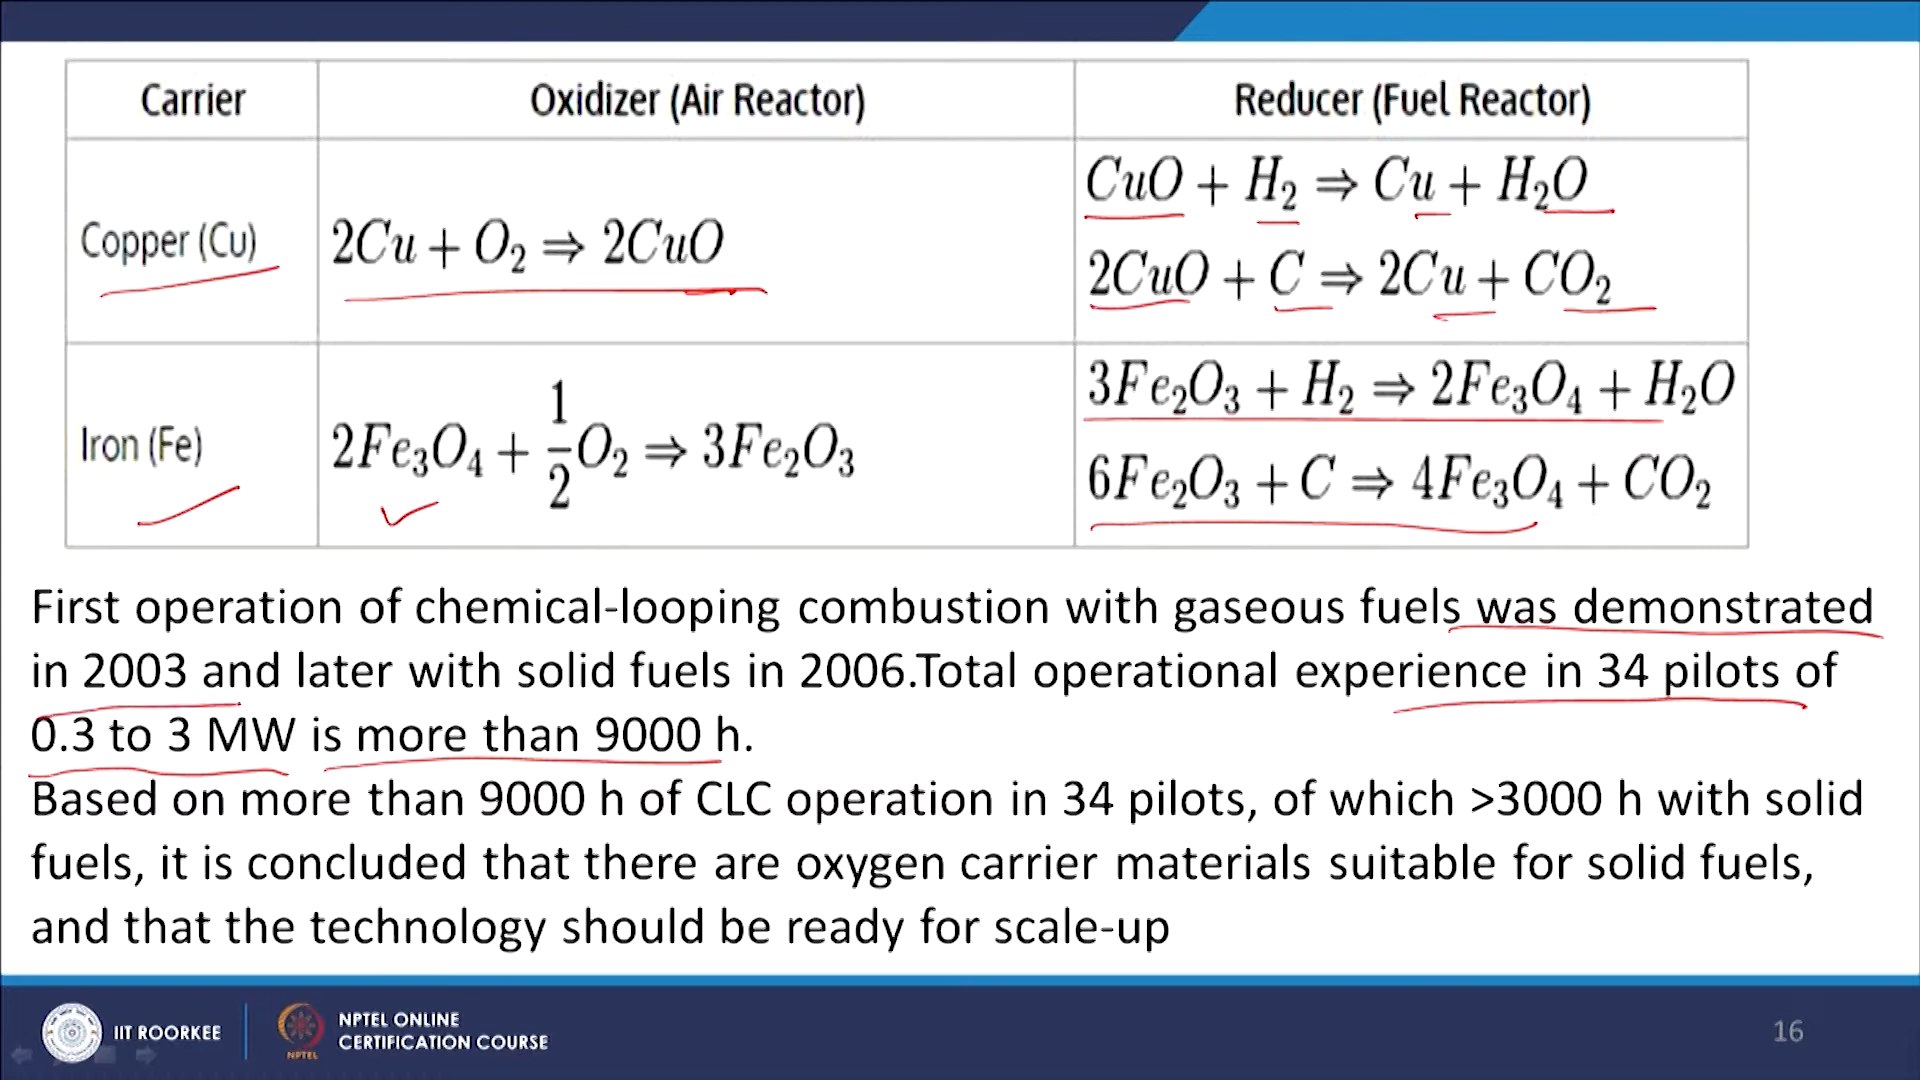 Carrier Oxidizer (Air Reactor) Reducer (Fuel Reactor)
Copper (Cu) 2Cu + O₂ ⇒ 2CuO
CuO + H₂ ⇒ Cu + H₂O
2CuO + C ⇒ 2Cu + CO₂
Iron (Fe) 2Fe₃O₄ + 1/2 O₂ ⇒ 3Fe₂O₃
3Fe₂O₃ + H₂ ⇒ 2Fe₃O₄ + H₂O
6Fe₂O₃ + C ⇒ 4Fe₃O₄ + CO₂
First operation of chemical-looping combustion with gaseous fuels was demonstrated
in 2003 and later with solid fuels in 2006.Total operational experience in 34 pilots of
0.3 to 3 MW is more than 9000 h.
Based on more than 9000 h of CLC operation in 34 pilots, of which >3000 h with solid
fuels, it is concluded that there are oxygen carrier materials suitable for solid fuels,
and that the technology should be ready for scale-up
IIT ROORKEE
NPTEL
NPTEL ONLINE
CERTIFICATION COURSE
16